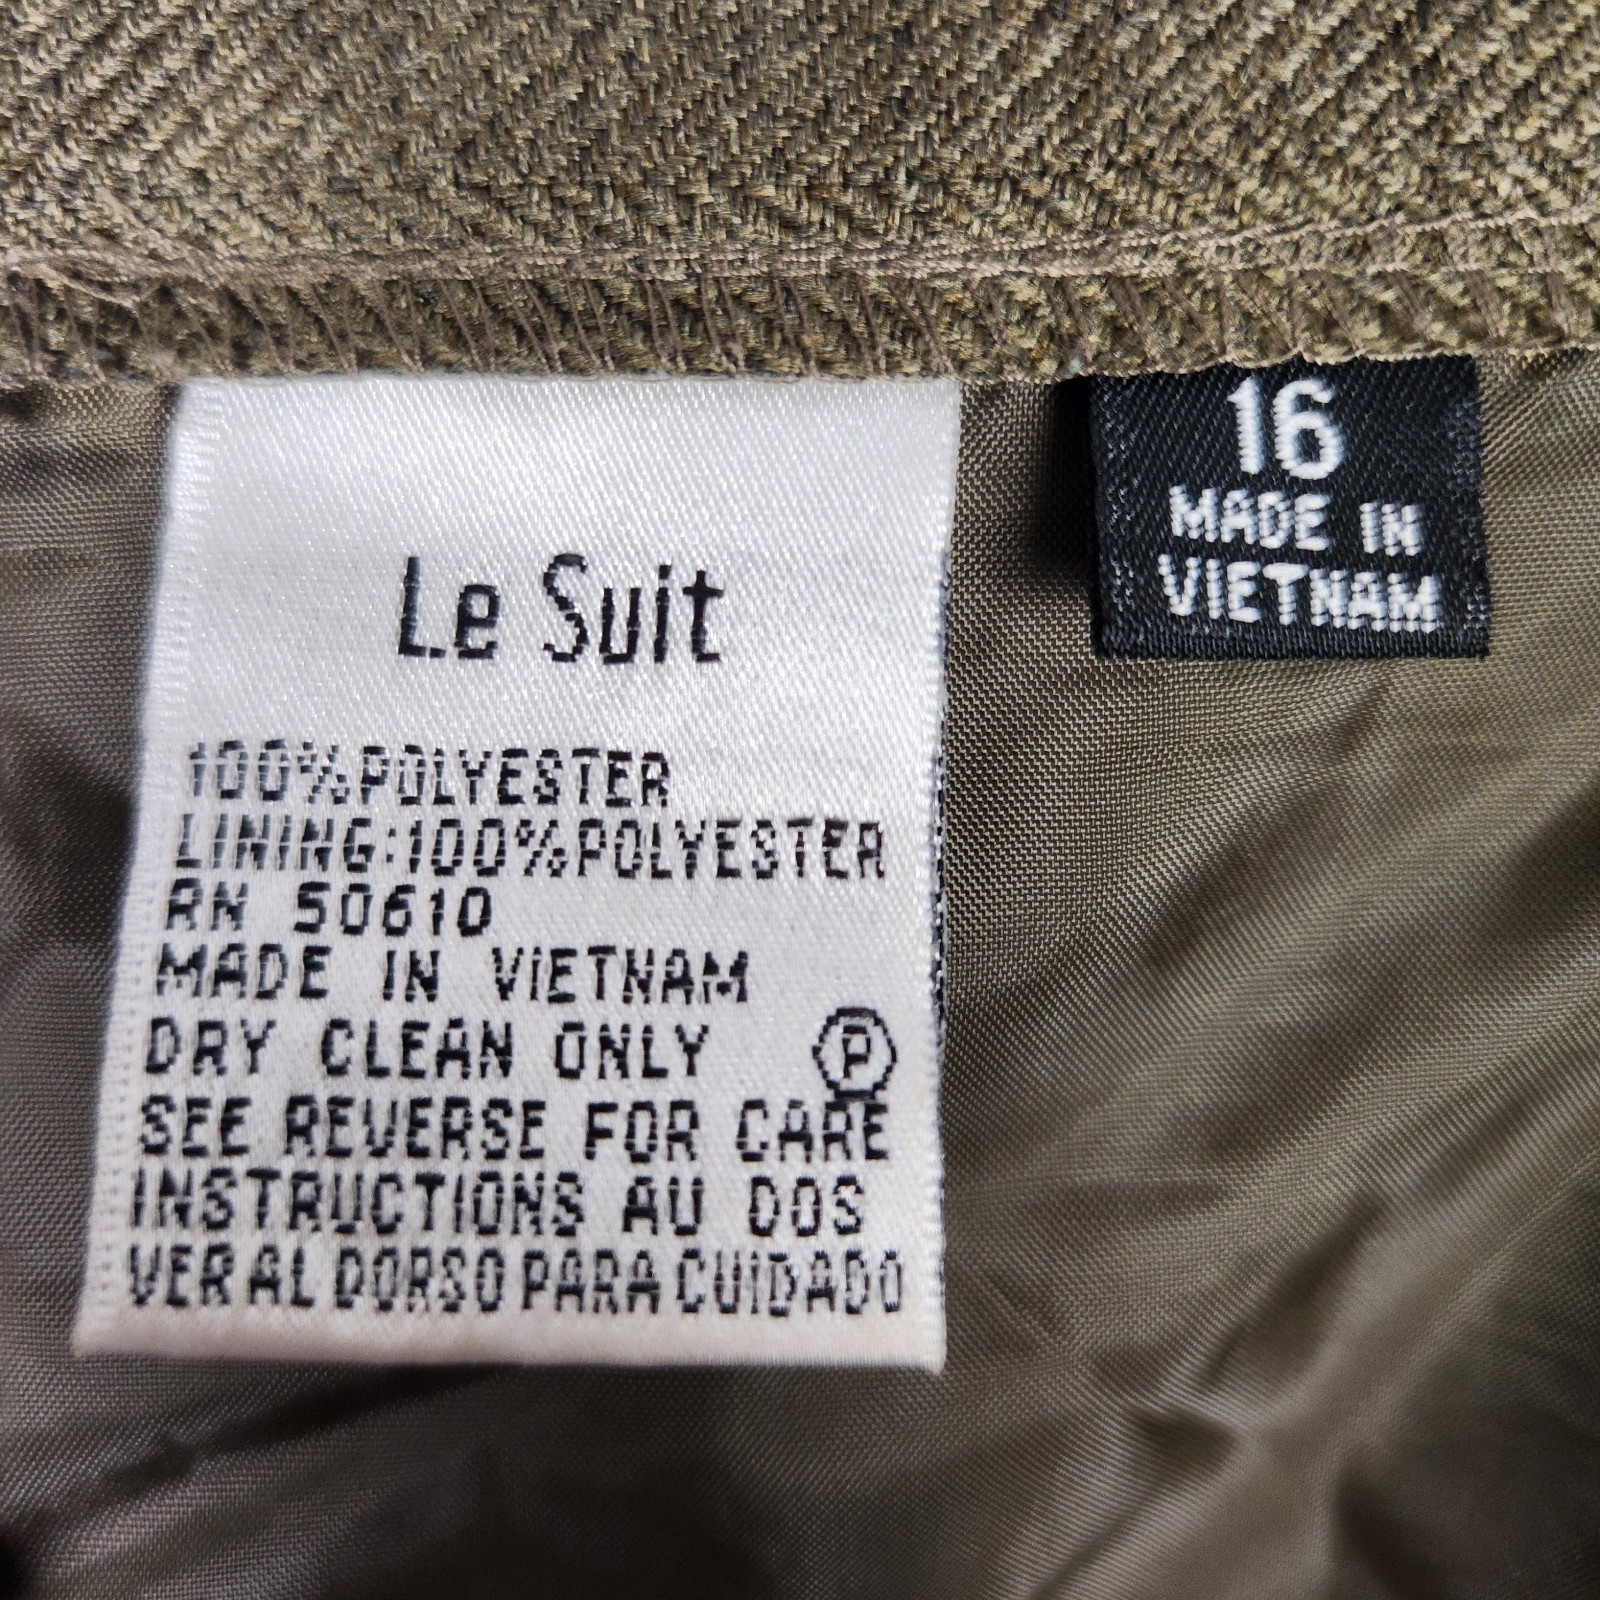 Le Suit
100%POLYESTER
LINING:100%POLYESTER
RN 50610
MADE IN VIETNAM
DRY CLEAN ONLY P
SEE REVERSE FOR CARE
INSTRUCTIONS AU DOS
VER AL DORSO PARA CUIDADO
16
MADE IN
VIETNAM